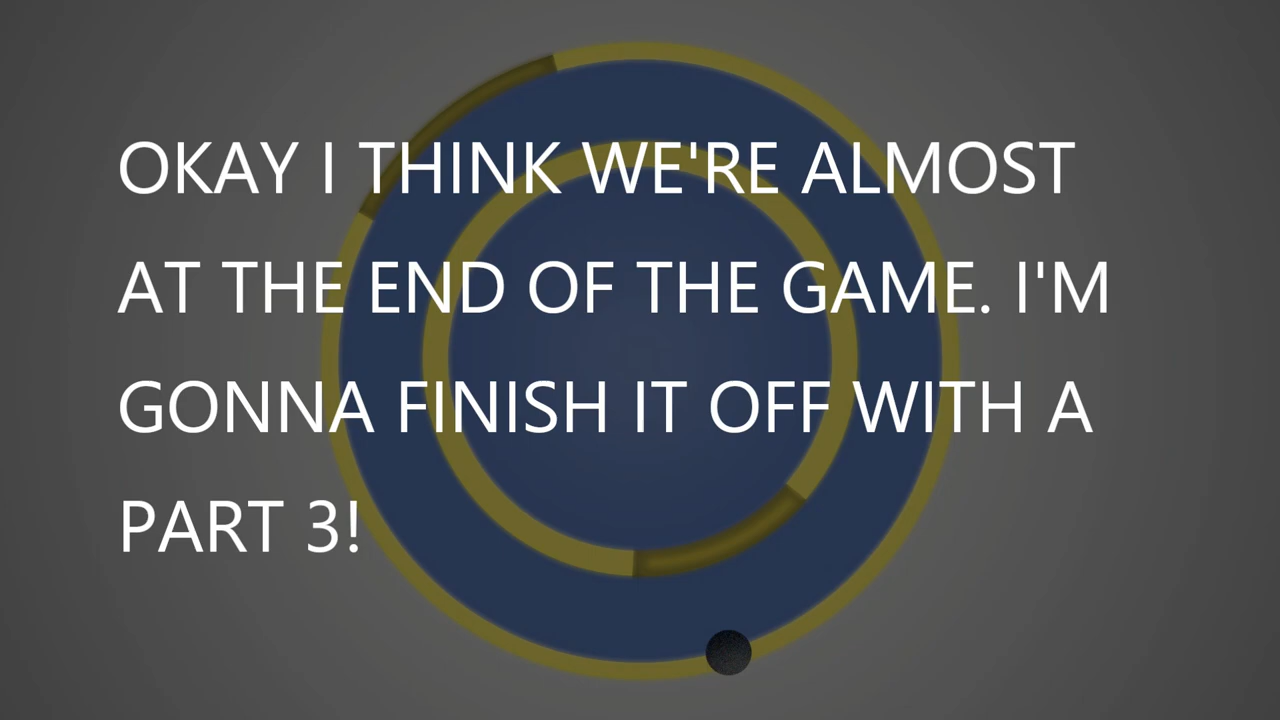 OKAY I THINK WE'RE ALMOST
AT THE END OF THE GAME. I'M
GONNA FINISH IT OFF WITH A
PART 3!